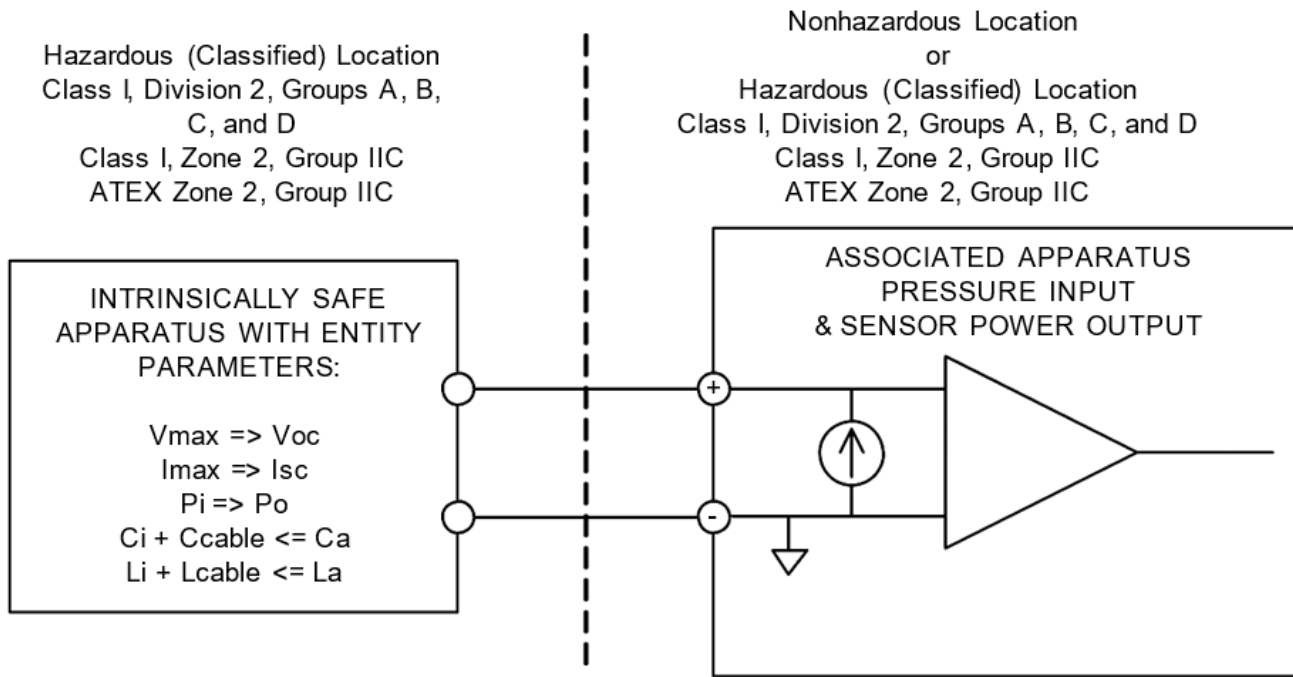 Hazardous (Classified) Location
Class I, Division 2, Groups A, B,
C, and D
Class I, Zone 2, Group IIC
ATEX Zone 2, Group IIC
Nonhazardous Location
or
Hazardous (Classified) Location
Class I, Division 2, Groups A, B, C, and D
Class I, Zone 2, Group IIC
ATEX Zone 2, Group IIC
INTRINSICALLY SAFE
APPARATUS WITH ENTITY
PARAMETERS:
Vmax => Voc
Imax => Isc
Pi => Po
Ci + Ccable <= Ca
Li + Lcable <= La
ASSOCIATED APPARATUS
PRESSURE INPUT
& SENSOR POWER OUTPUT
+
-